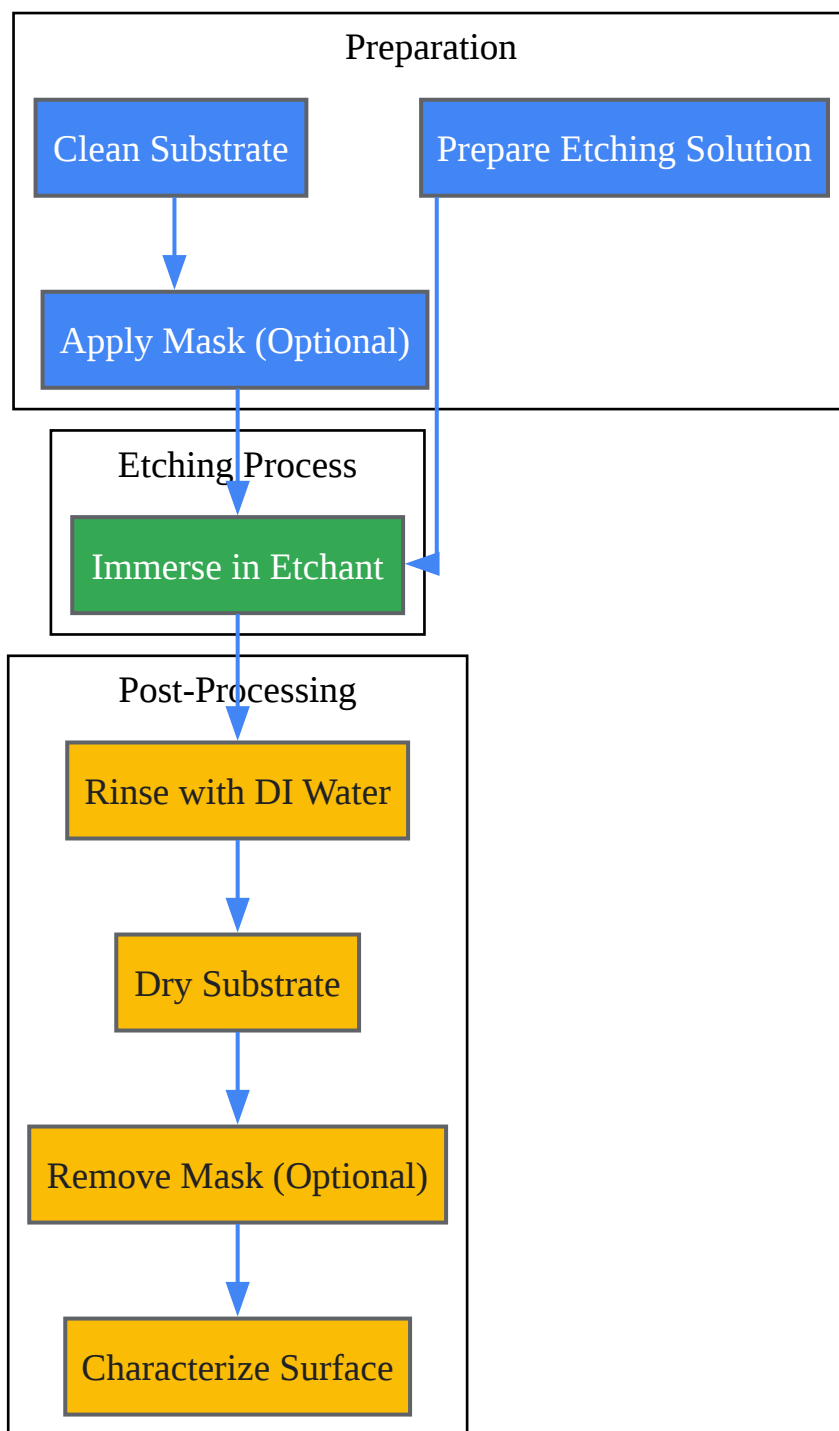 Preparation
Clean Substrate
Prepare Etching Solution
Apply Mask (Optional)
Etching Process
Immerse in Etchant
Post-Processing
Rinse with DI Water
Dry Substrate
Remove Mask (Optional)
Characterize Surface